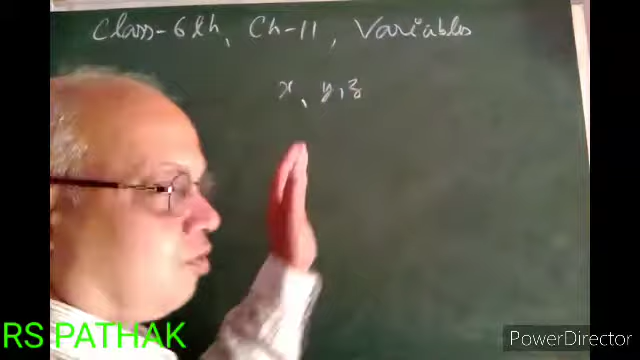 Class-6th, Ch-11, Variables
x, y, z
RS PATHAK
PowerDirector